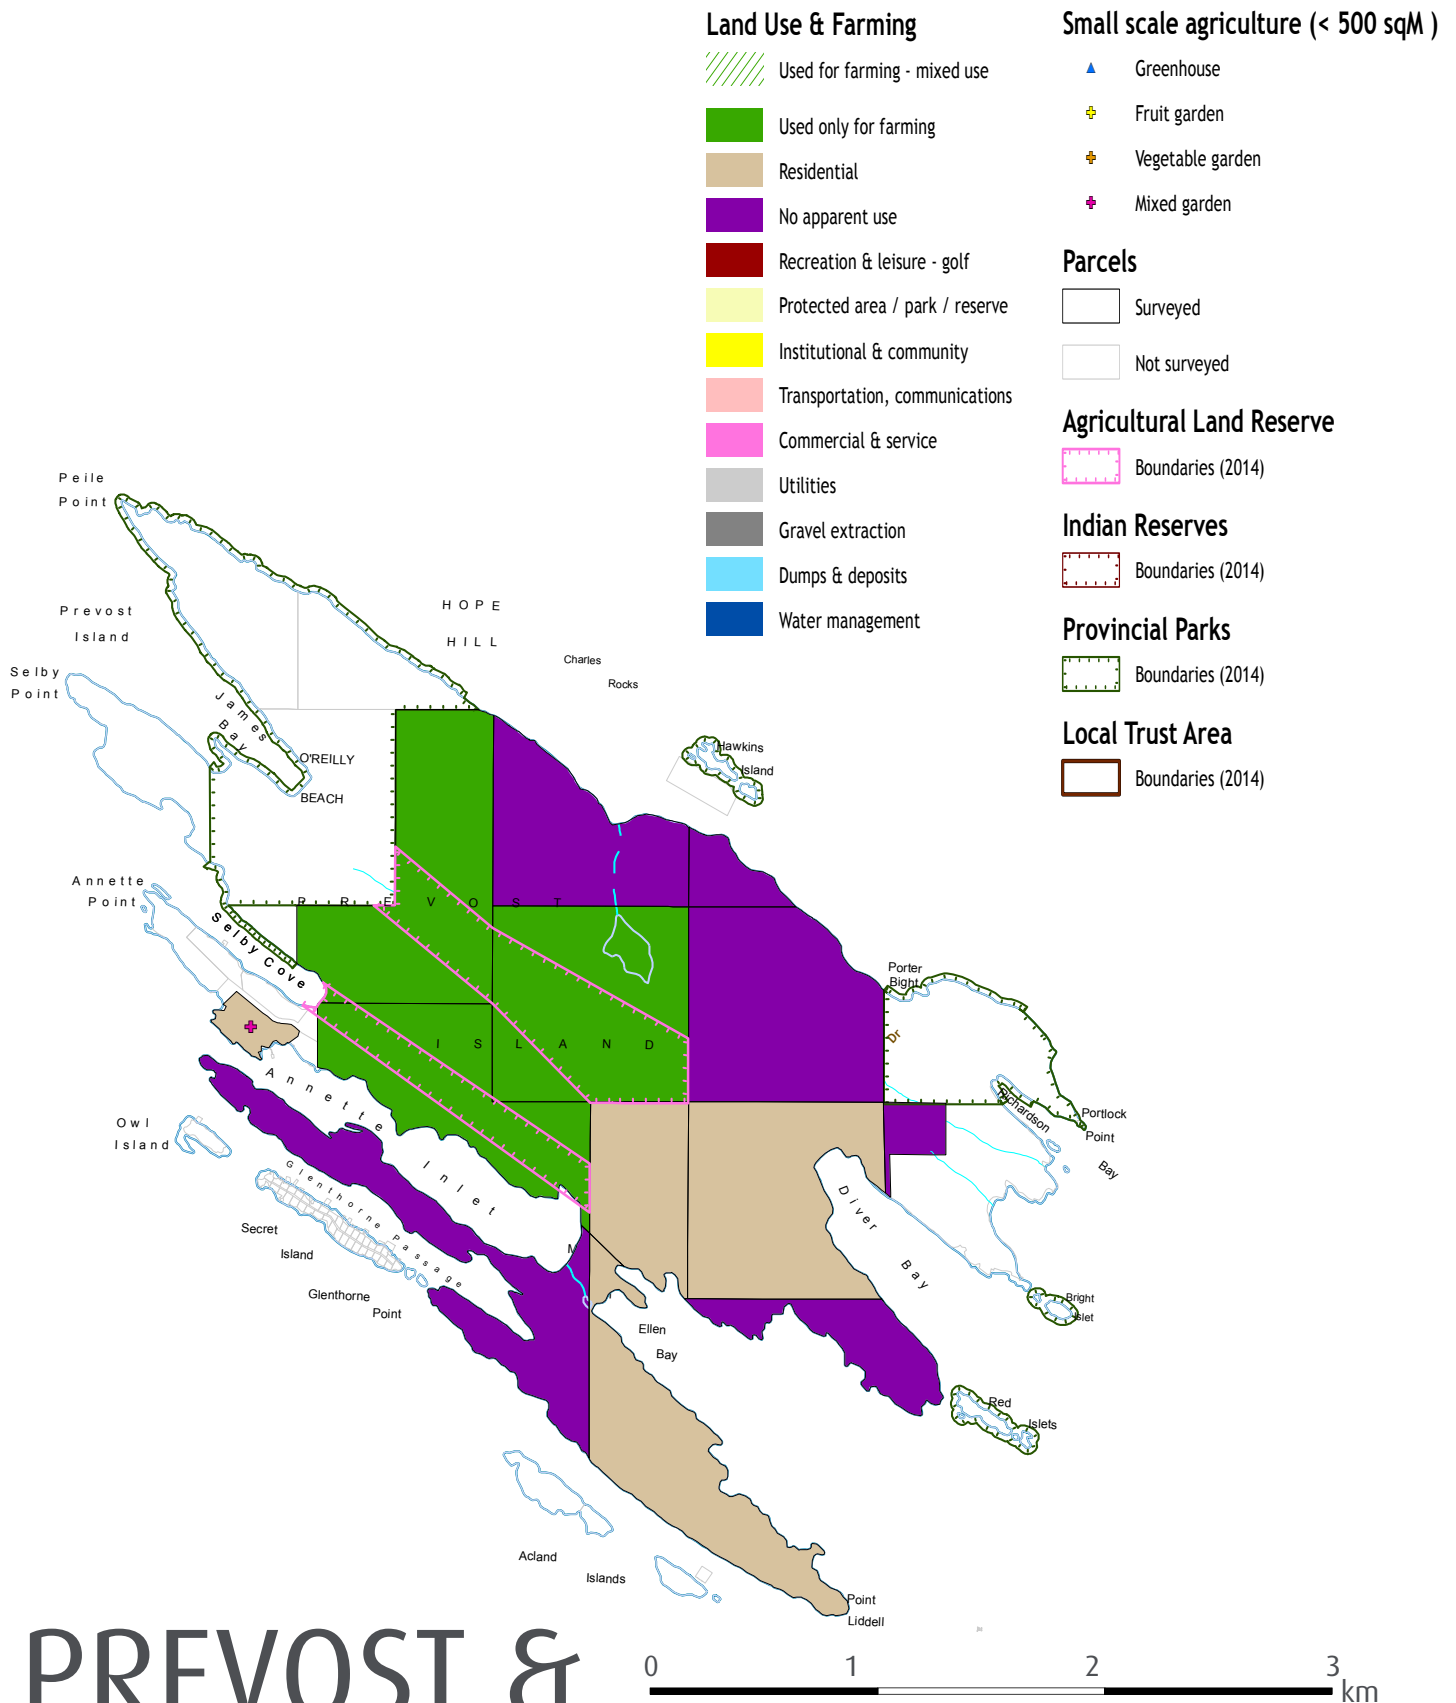 Land Use & Farming
Used for farming - mixed use
Used only for farming
Residential
No apparent use
Recreation & leisure - golf
Protected area / park / reserve
Institutional & community
Transportation, communications
Commercial & service
Utilities
Gravel extraction
Dumps & deposits
Water management
Small scale agriculture (< 500 sqM )
Greenhouse
Fruit garden
Vegetable garden
Mixed garden
Parcels
Surveyed
Not surveyed
Agricultural Land Reserve
Boundaries (2014)
Indian Reserves
Boundaries (2014)
Provincial Parks
Boundaries (2014)
Local Trust Area
Boundaries (2014)
Peile
Point
Prevost
Island
HOPE
HILL
Charles
Rocks
Selby
Point
James
Bay
O'REILLY
BEACH
Hawkins
Island
Annette
Point
P R E V O S T
Selby Cove
Porter
Bight
Dr
I S L A N D
Annette
Inlet
Richardson
Bay
Portlock
Point
Owl
Island
Glenthorne Passage
Diver
Bay
Secret
Island
M
Glenthorne
Point
Ellen
Bay
Bright
Islet
Red
Islets
Acland
Islands
Point
Liddell
PREVOST &
0 1 2 3
km